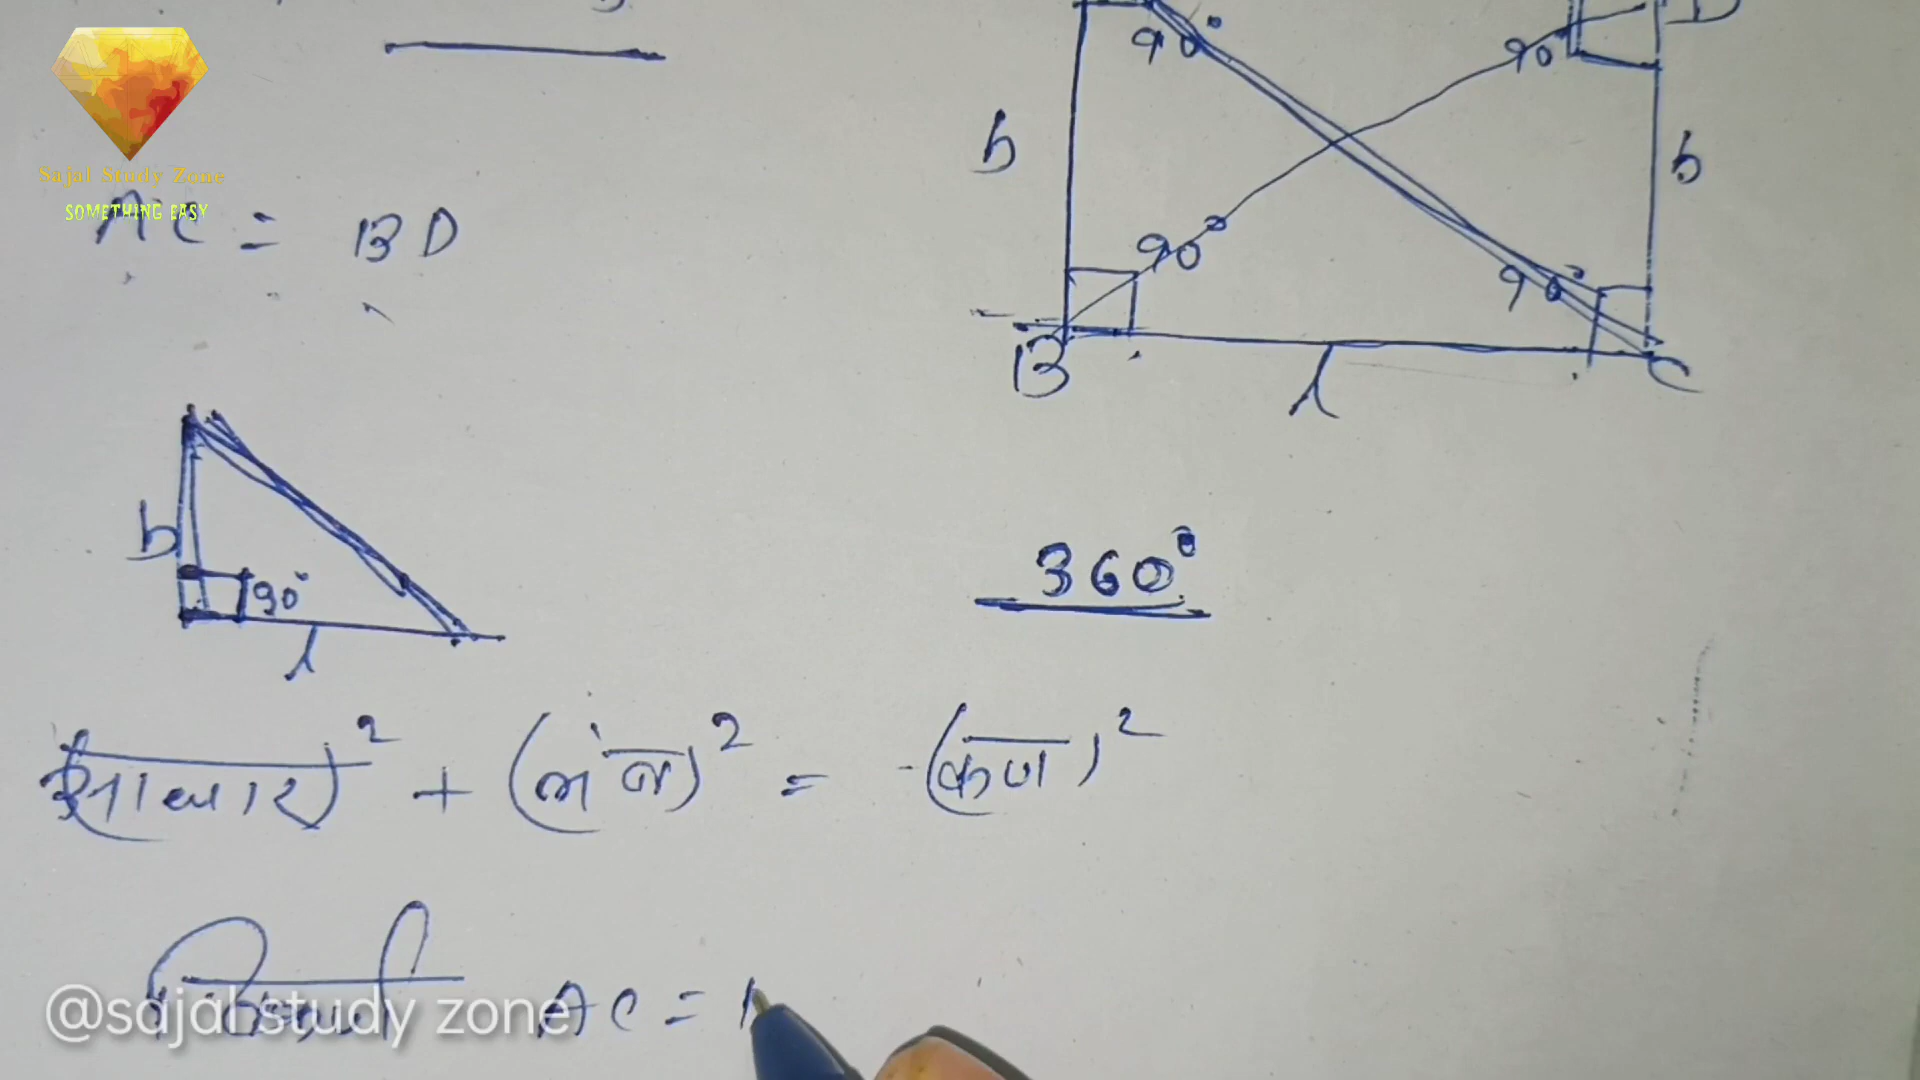 Sajal Study Zone
SOMETHING EASY
AC = BD
90°
90°
D
b
b
90°
90°
B
C
l
b
90°
l
360°
(आधार)² + (लंब)² = (कर्ण)²
विकर्ण AC =
@sajalstudy zone